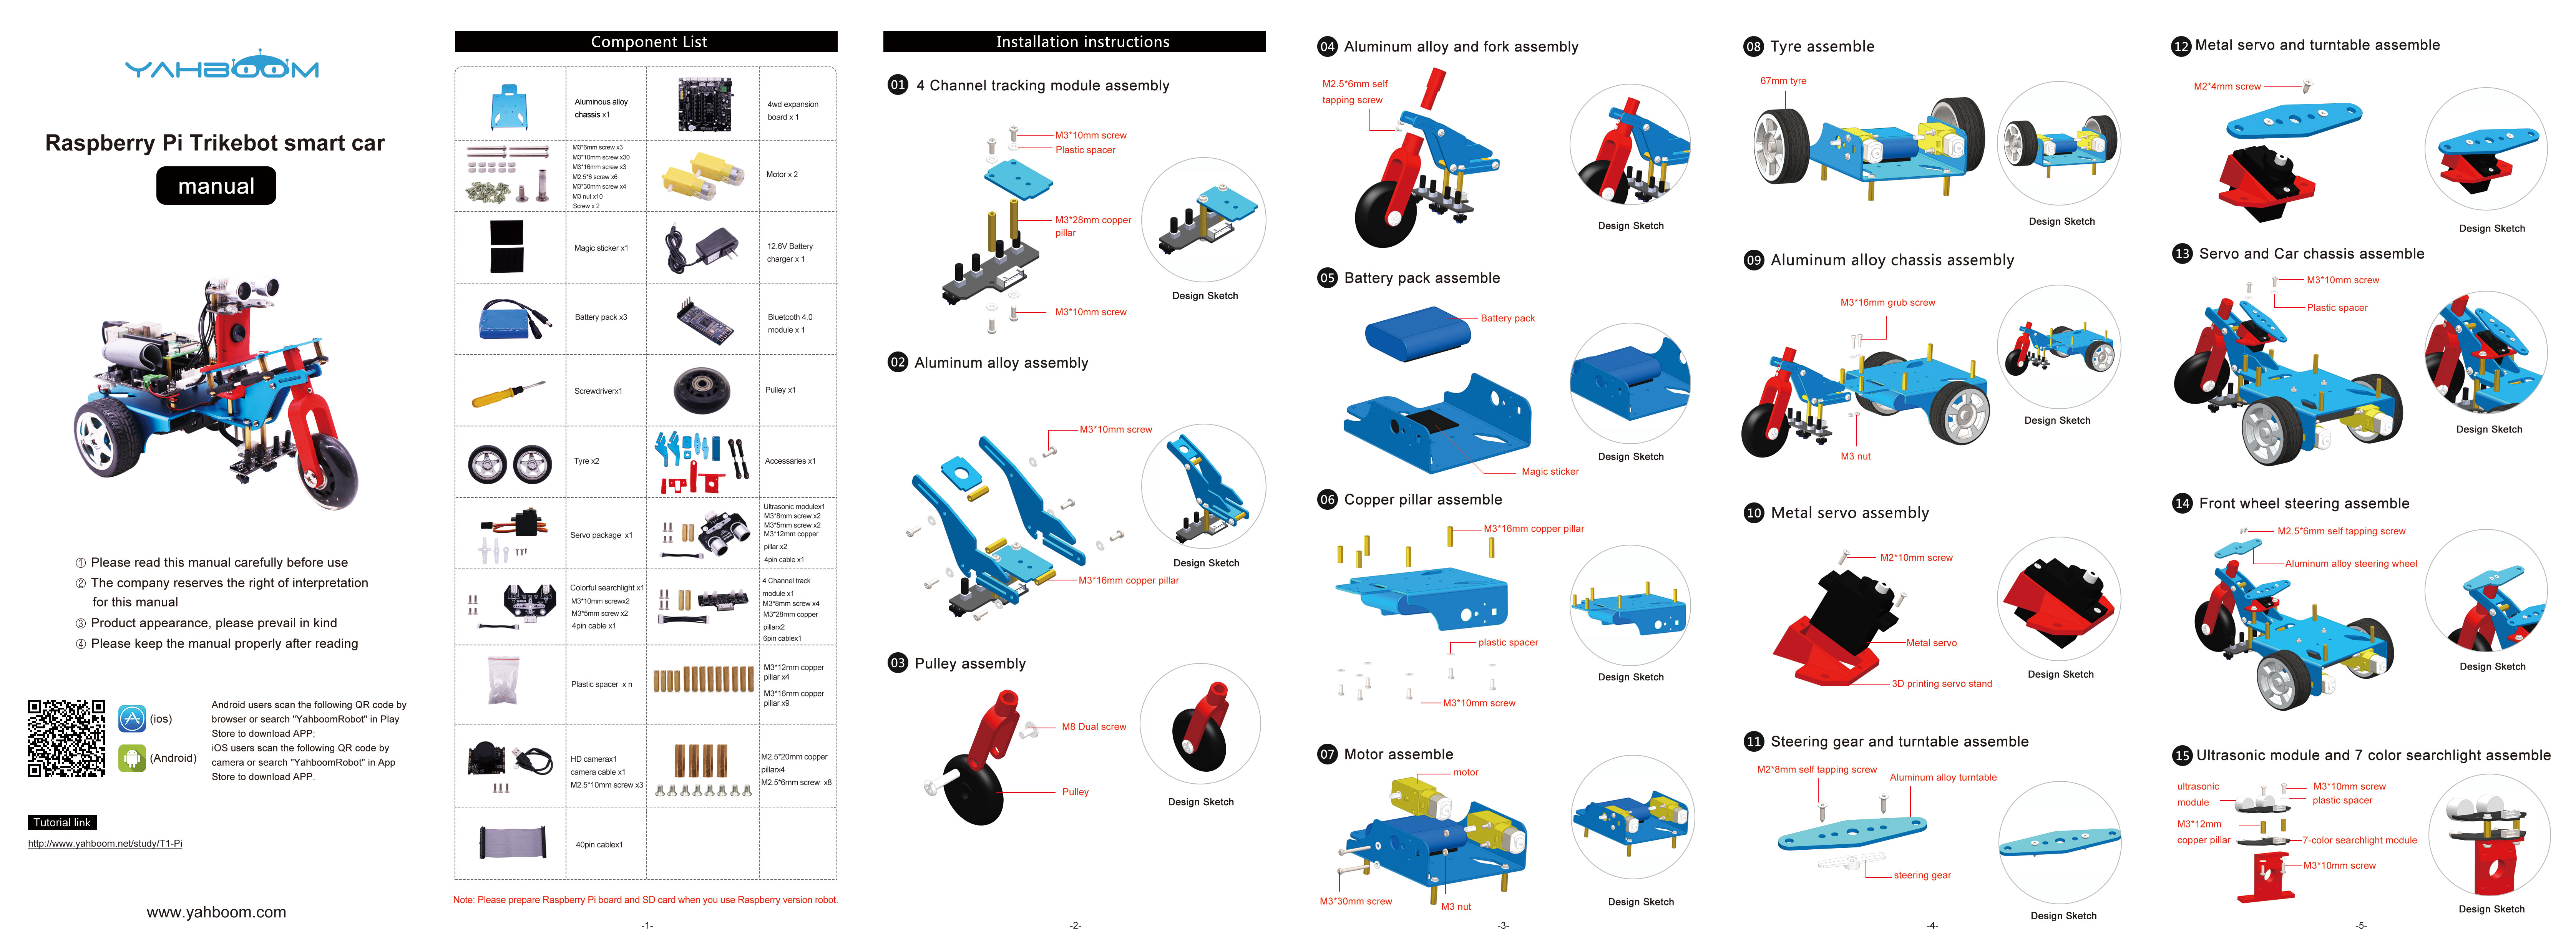 YAHBOOM
Raspberry Pi Trikebot smart car
manual
① Please read this manual carefully before use
② The company reserves the right of interpretation
for this manual
③ Product appearance, please prevail in kind
④ Please keep the manual properly after reading
(ios)
(Android)
Android users scan the following QR code by
browser or search "YahboomRobot" in Play
Store to download APP;
iOS users scan the following QR code by
camera or search "YahboomRobot" in App
Store to download APP.
Tutorial link
http://www.yahboom.net/study/T1-Pi
www.yahboom.com
Component List
Aluminous alloy
chassis x1
4wd expansion
board x 1
M3*6mm screw x3
M3*10mm screw x30
M3*16mm screw x3
M2.5*6 screw x6
M3*30mm screw x4
M3 nut x10
Screw x 2
Motor x 2
Magic sticker x1
12.6V Battery
charger x 1
Battery pack x3
Bluetooth 4.0
module x 1
Screwdriverx1
Pulley x1
Tyre x2
Accessaries x1
Servo package x1
Ultrasonic modulex1
M3*8mm screw x2
M3*5mm screw x2
M3*12mm copper
pillar x2
4pin cable x1
Colorful searchlight x1
M3*10mm screwx2
M3*5mm screw x2
4pin cable x1
4 Channel track
module x1
M3*8mm screw x4
M3*28mm copper
pillarx2
6pin cablex1
Plastic spacer x n
M3*12mm copper
pillar x4
M3*16mm copper
pillar x9
HD camerax1
camera cable x1
M2.5*10mm screw x3
M2.5*20mm copper
pillarx4
M2.5*6mm screw x8
40pin cablex1
Note: Please prepare Raspberry Pi board and SD card when you use Raspberry version robot.
-1-
Installation instructions
01 4 Channel tracking module assembly
M3*10mm screw
Plastic spacer
M3*28mm copper
pillar
M3*10mm screw
Design Sketch
02 Aluminum alloy assembly
M3*10mm screw
M3*16mm copper pillar
Design Sketch
03 Pulley assembly
M8 Dual screw
Pulley
Design Sketch
-2-
04 Aluminum alloy and fork assembly
M2.5*6mm self
tapping screw
Design Sketch
05 Battery pack assemble
Battery pack
Magic sticker
Design Sketch
06 Copper pillar assemble
M3*16mm copper pillar
plastic spacer
M3*10mm screw
Design Sketch
07 Motor assemble
motor
M3*30mm screw
M3 nut
Design Sketch
-3-
08 Tyre assemble
67mm tyre
Design Sketch
09 Aluminum alloy chassis assembly
M3*16mm grub screw
M3 nut
Design Sketch
10 Metal servo assembly
M2*10mm screw
Metal servo
3D printing servo stand
Design Sketch
11 Steering gear and turntable assemble
M2*8mm self tapping screw
Aluminum alloy turntable
steering gear
Design Sketch
-4-
12 Metal servo and turntable assemble
M2*4mm screw
Design Sketch
13 Servo and Car chassis assemble
M3*10mm screw
Plastic spacer
Design Sketch
14 Front wheel steering assemble
M2.5*6mm self tapping screw
Aluminum alloy steering wheel
Design Sketch
15 Ultrasonic module and 7 color searchlight assemble
ultrasonic
module
M3*10mm screw
plastic spacer
M3*12mm
copper pillar
7-color searchlight module
M3*10mm screw
Design Sketch
-5-